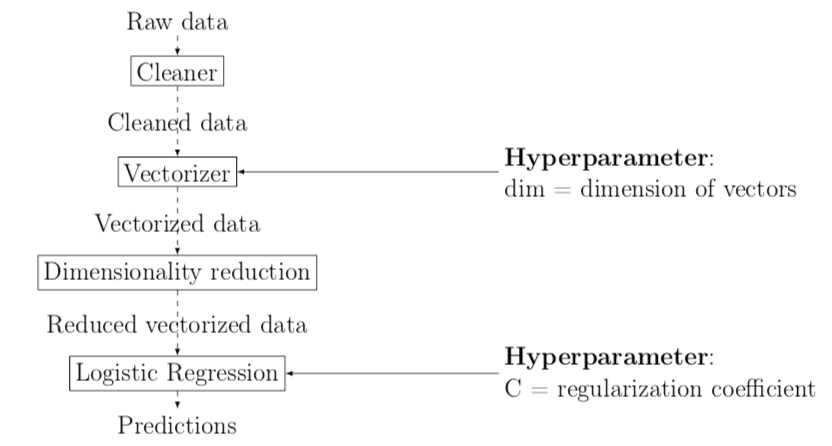 Raw data
Cleaner
Cleaned data
Vectorizer
Hyperparameter:
dim = dimension of vectors
Vectorized data
Dimensionality reduction
Reduced vectorized data
Logistic Regression
Hyperparameter:
C = regularization coefficient
Predictions